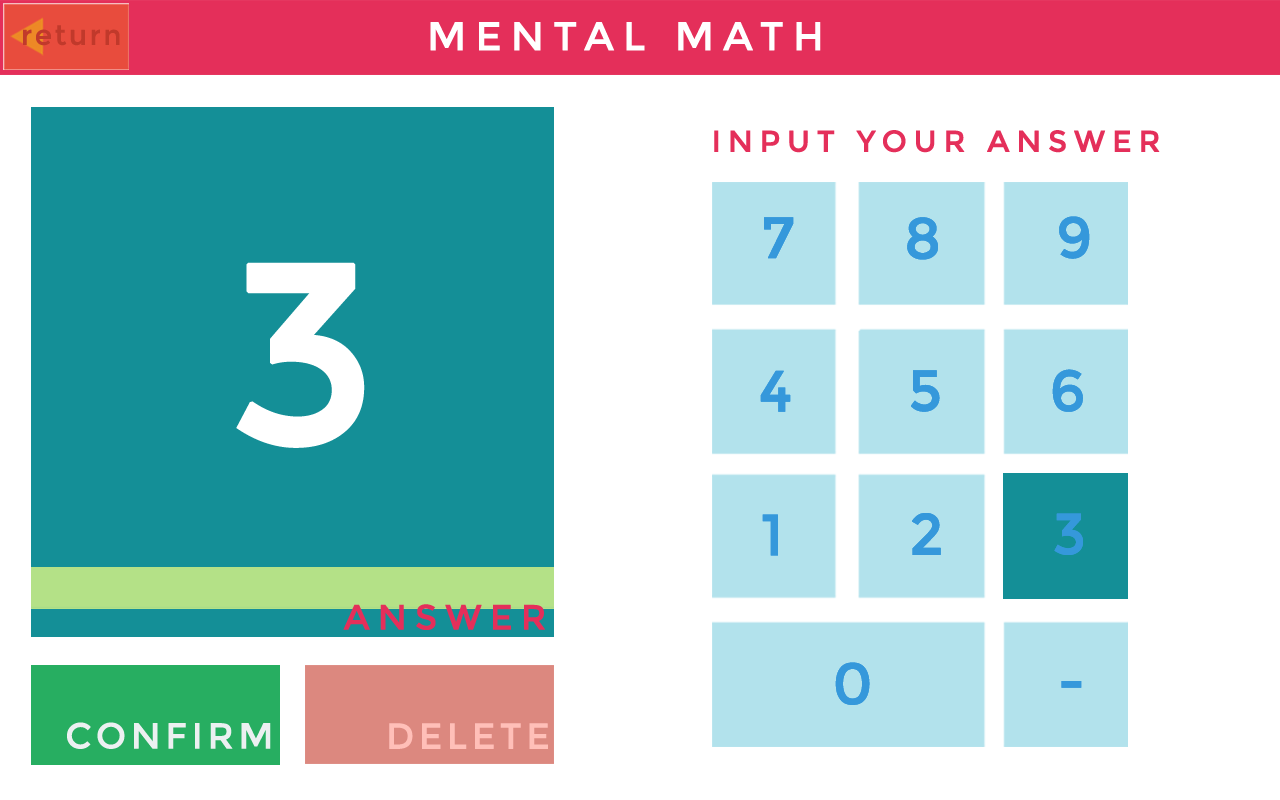 return
MENTAL MATH
3
ANSWER
CONFIRM
DELETE
INPUT YOUR ANSWER
7 8 9
4 5 6
1 2 3
0 -